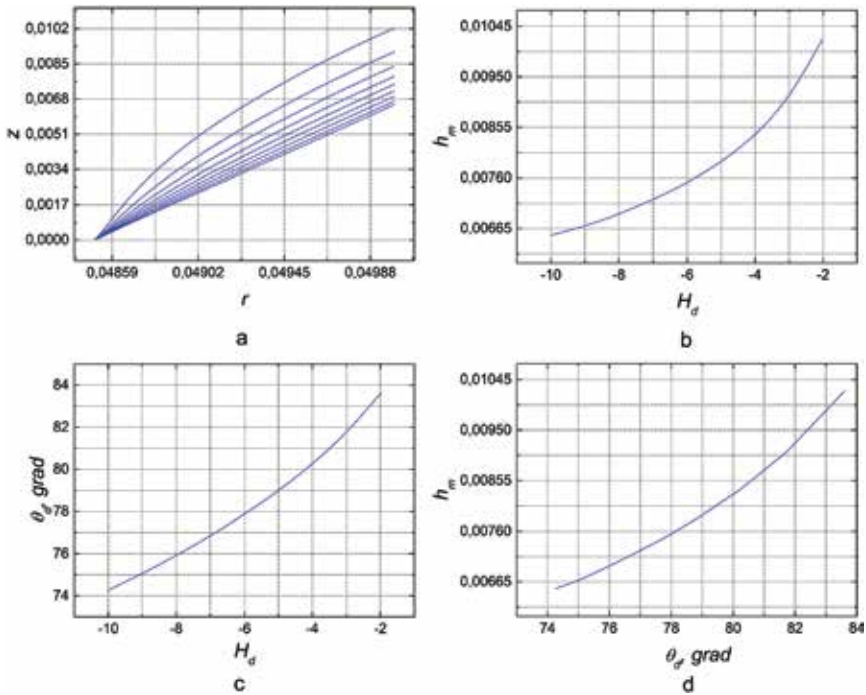 0,0102
0,0085
0,0068
0,0051
0,0034
0,0017
0,0000
z
0,04859 0,04902 0,04945 0,04988
r
a
0,01045
0,00950
0,00855
0,00760
0,00665
h_m
-10 -8 -6 -4 -2
H_d
b
84
82
80
78
76
74
θ_d, grad
-10 -8 -6 -4 -2
H_d
c
0,01045
0,00950
0,00855
0,00760
0,00665
h_m
74 76 78 80 82 84
θ_d, grad
d